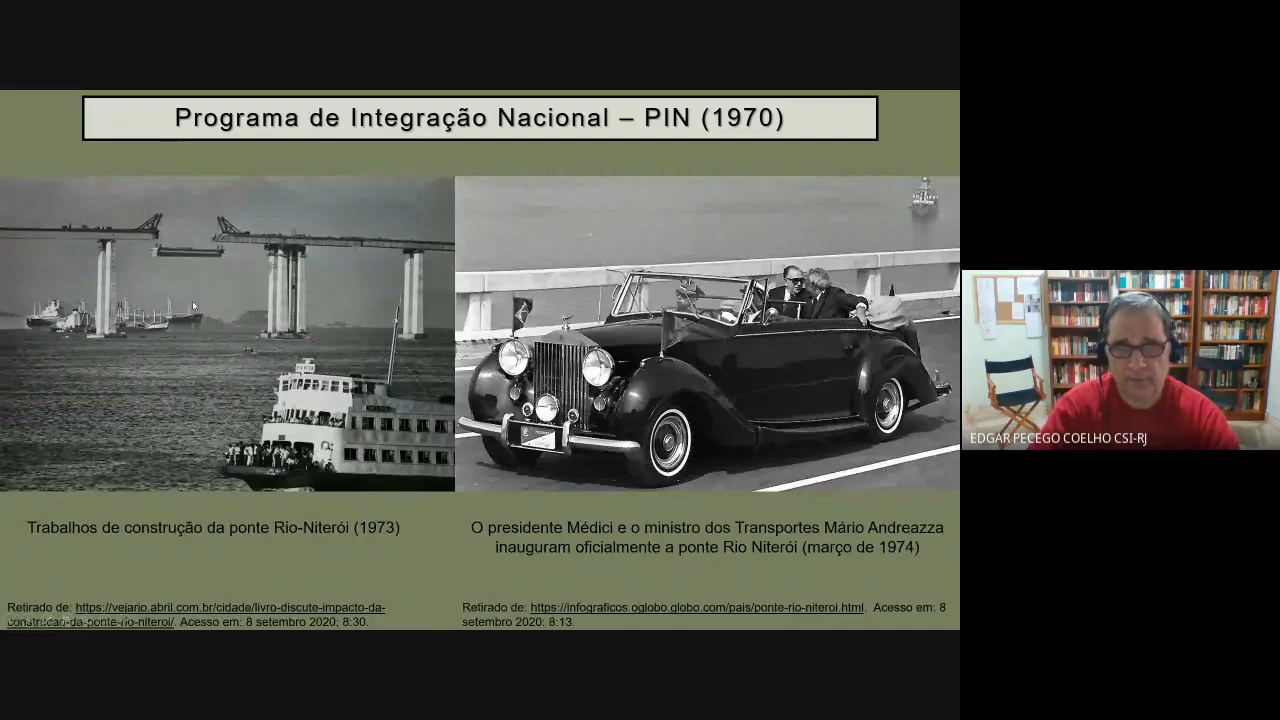 Programa de Integração Nacional – PIN (1970)
Trabalhos de construção da ponte Rio-Niterói (1973)
O presidente Médici e o ministro dos Transportes Mário Andreazza
inauguram oficialmente a ponte Rio Niterói (março de 1974)
Retirado de: https://vejario.abril.com.br/cidade/livro-discute-impacto-da-
construcao-da-ponte-rio-niteroi/. Acesso em: 8 setembro 2020; 8:30.
Retirado de: https://infograficos.oglobo.globo.com/pais/ponte-rio-niteroi.html. Acesso em: 8
setembro 2020; 8:13.
EDGAR PECEGO COELHO CSI-RJ